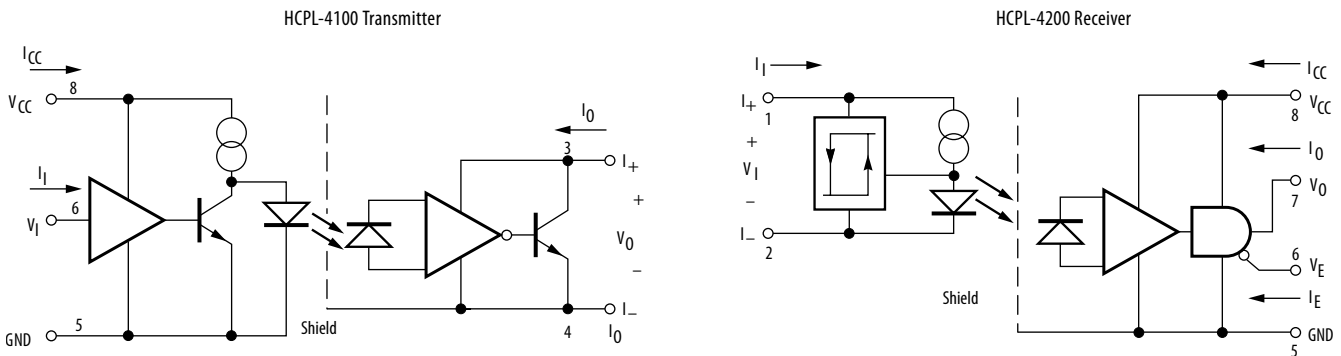 HCPL-4100 Transmitter
I_CC
8
V_CC
I_I
6
V_I
5
GND
Shield
I_O
3
I_+
+
V_O
–
I_–
4
I_O
HCPL-4200 Receiver
I_I
I_+
1
+
V_I
–
I_–
2
Shield
I_CC
V_CC
8
I_O
V_O
7
6
V_E
I_E
GND
5